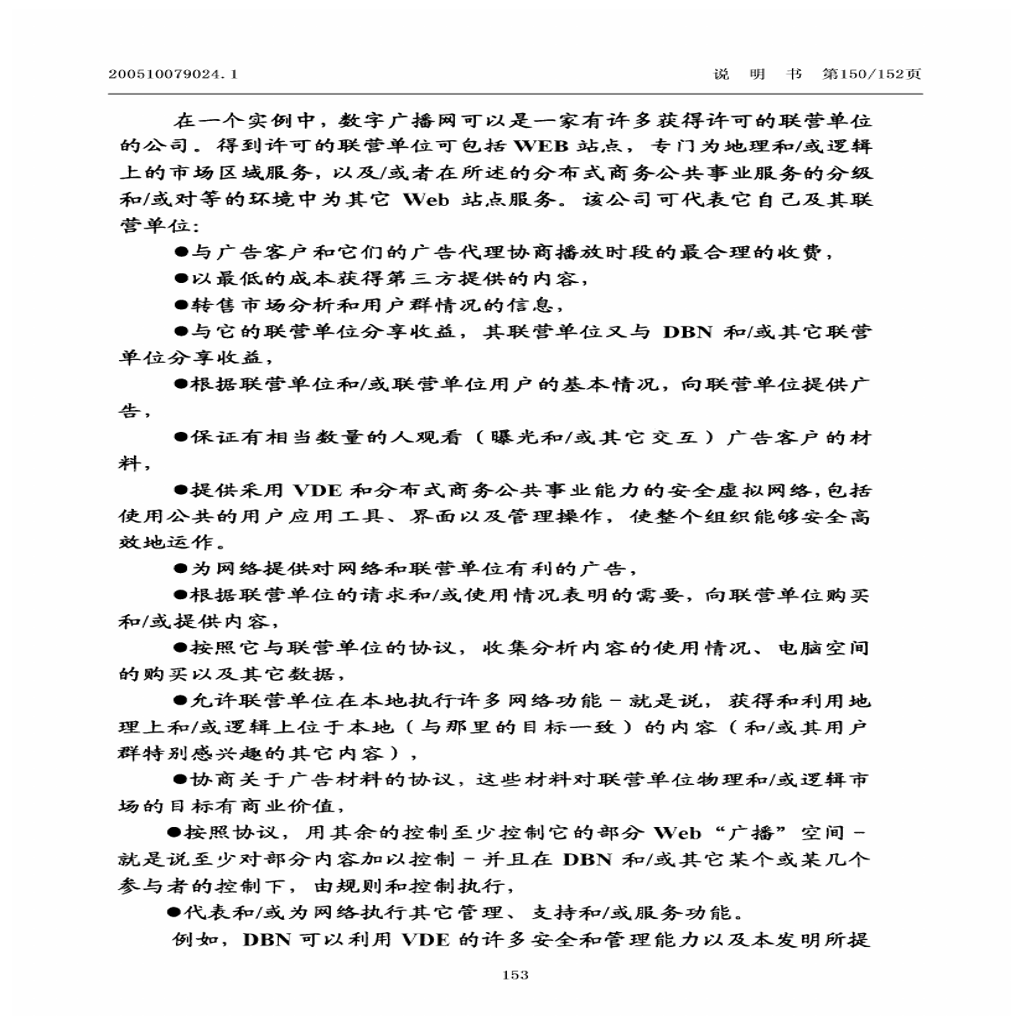 200510079024.1 说 明 书 第150/152页
在一个实例中，数字广播网可以是一家有许多获得许可的联营单位
的公司。得到许可的联营单位可包括 WEB 站点，专门为地理和/或逻辑
上的市场区域服务，以及/或者在所述的分布式商务公共事业服务的分级
和/或对等的环境中为其它 Web 站点服务。该公司可代表它自己及其联
营单位:
●与广告客户和它们的广告代理协商播放时段的最合理的收费，
●以最低的成本获得第三方提供的内容，
●转售市场分析和用户群情况的信息，
●与它的联营单位分享收益，其联营单位又与 DBN 和/或其它联营
单位分享收益，
●根据联营单位和/或联营单位用户的基本情况，向联营单位提供广
告，
●保证有相当数量的人观看（曝光和/或其它交互）广告客户的材
料，
●提供采用 VDE 和分布式商务公共事业能力的安全虚拟网络，包括
使用公共的用户应用工具、界面以及管理操作，使整个组织能够安全高
效地运作。
●为网络提供对网络和联营单位有利的广告，
●根据联营单位的请求和/或使用情况表明的需要，向联营单位购买
和/或提供内容，
●按照它与联营单位的协议，收集分析内容的使用情况、电脑空间
的购买以及其它数据，
●允许联营单位在本地执行许多网络功能－就是说，获得和利用地
理上和/或逻辑上位于本地（与那里的目标一致）的内容（和/或其用户
群特别感兴趣的其它内容），
●协商关于广告材料的协议，这些材料对联营单位物理和/或逻辑市
场的目标有商业价值，
●按照协议，用其余的控制至少控制它的部分 Web“广播”空间－
就是说至少对部分内容加以控制－并且在 DBN 和/或其它某个或某几个
参与者的控制下，由规则和控制执行，
●代表和/或为网络执行其它管理、支持和/或服务功能。
例如，DBN 可以利用 VDE 的许多安全和管理能力以及本发明所提
153